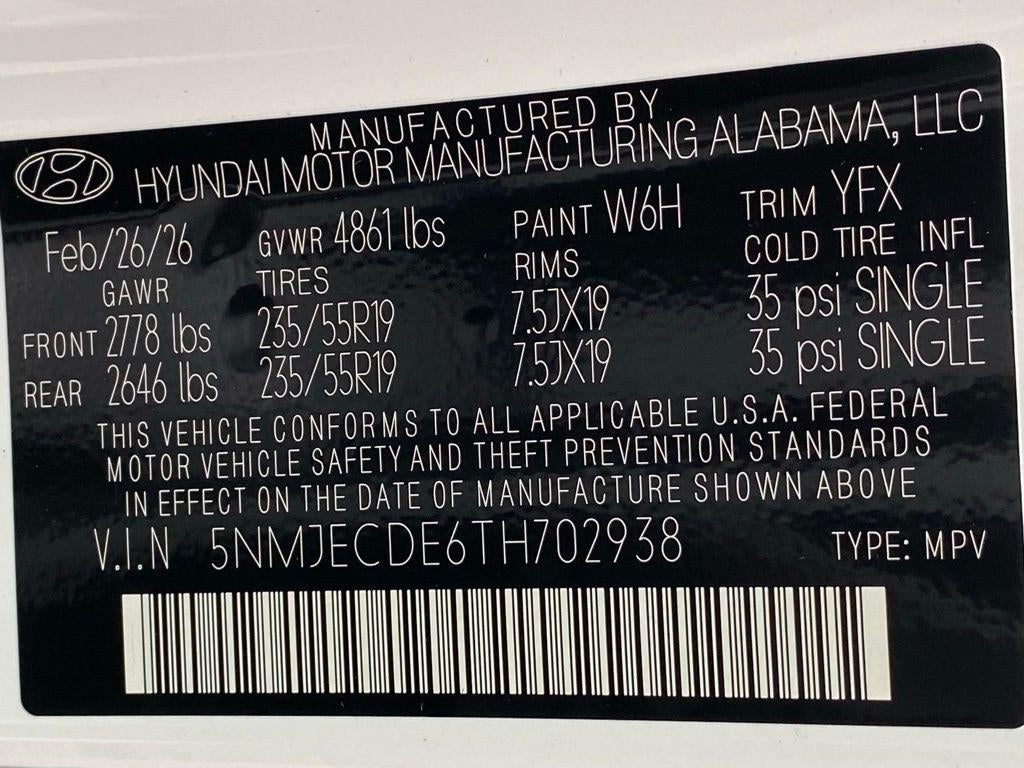 MANUFACTURED BY
HYUNDAI MOTOR MANUFACTURING ALABAMA, LLC
Feb/26/26 GVWR 4861 lbs PAINT W6H TRIM YFX
GAWR TIRES RIMS COLD TIRE INFL
FRONT 2778 lbs 235/55R19 7.5JX19 35 psi SINGLE
REAR 2646 lbs 235/55R19 7.5JX19 35 psi SINGLE
THIS VEHICLE CONFORMS TO ALL APPLICABLE U.S.A. FEDERAL
MOTOR VEHICLE SAFETY AND THEFT PREVENTION STANDARDS
IN EFFECT ON THE DATE OF MANUFACTURE SHOWN ABOVE
V.I.N 5NMJECDE6TH702938 TYPE: MPV